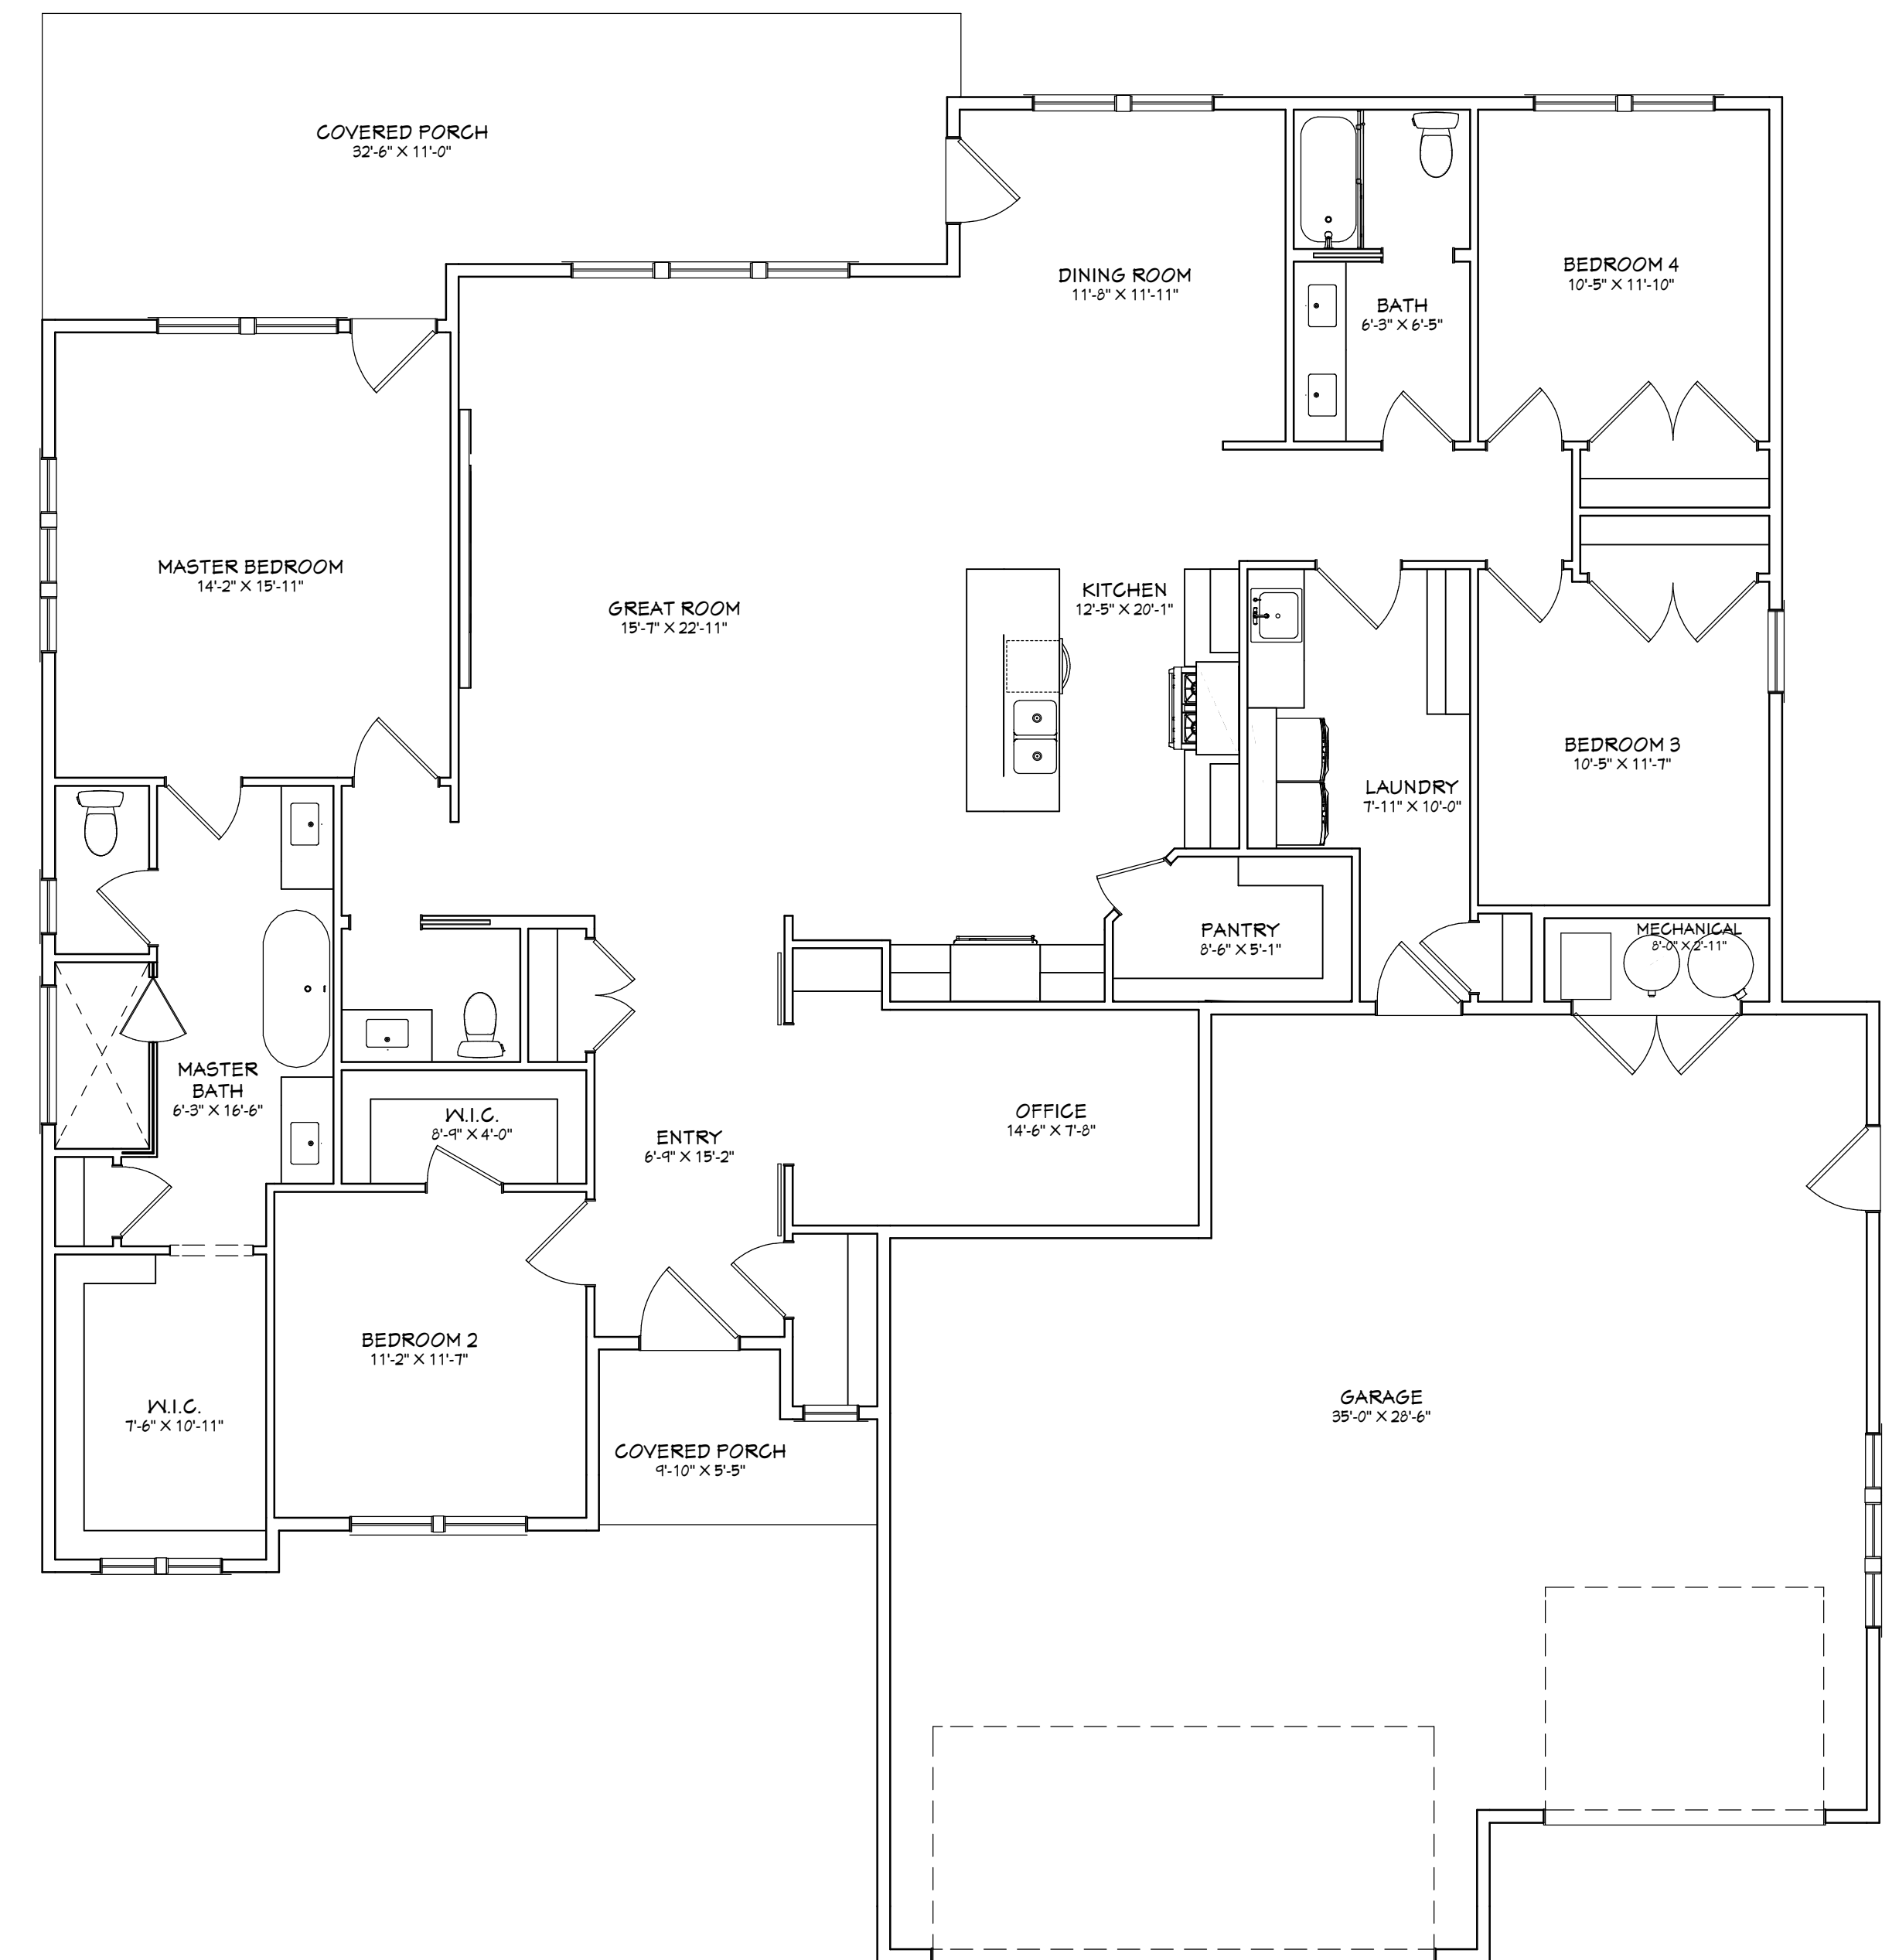 COVERED PORCH
32'-6" X 11'-0"
DINING ROOM
11'-8" X 11'-11"
BATH
6'-3" X 6'-5"
BEDROOM 4
10'-5" X 11'-10"
MASTER BEDROOM
14'-2" X 15'-11"
GREAT ROOM
15'-7" X 22'-11"
KITCHEN
12'-5" X 20'-1"
BEDROOM 3
10'-5" X 11'-7"
LAUNDRY
7'-11" X 10'-0"
PANTRY
8'-6" X 5'-1"
MECHANICAL
8'-0" X 2'-11"
MASTER
BATH
6'-3" X 16'-6"
W.I.C.
8'-9" X 4'-0"
ENTRY
6'-9" X 15'-2"
OFFICE
14'-6" X 7'-8"
BEDROOM 2
11'-2" X 11'-7"
W.I.C.
7'-6" X 10'-11"
COVERED PORCH
9'-10" X 5'-5"
GARAGE
35'-0" X 28'-6"